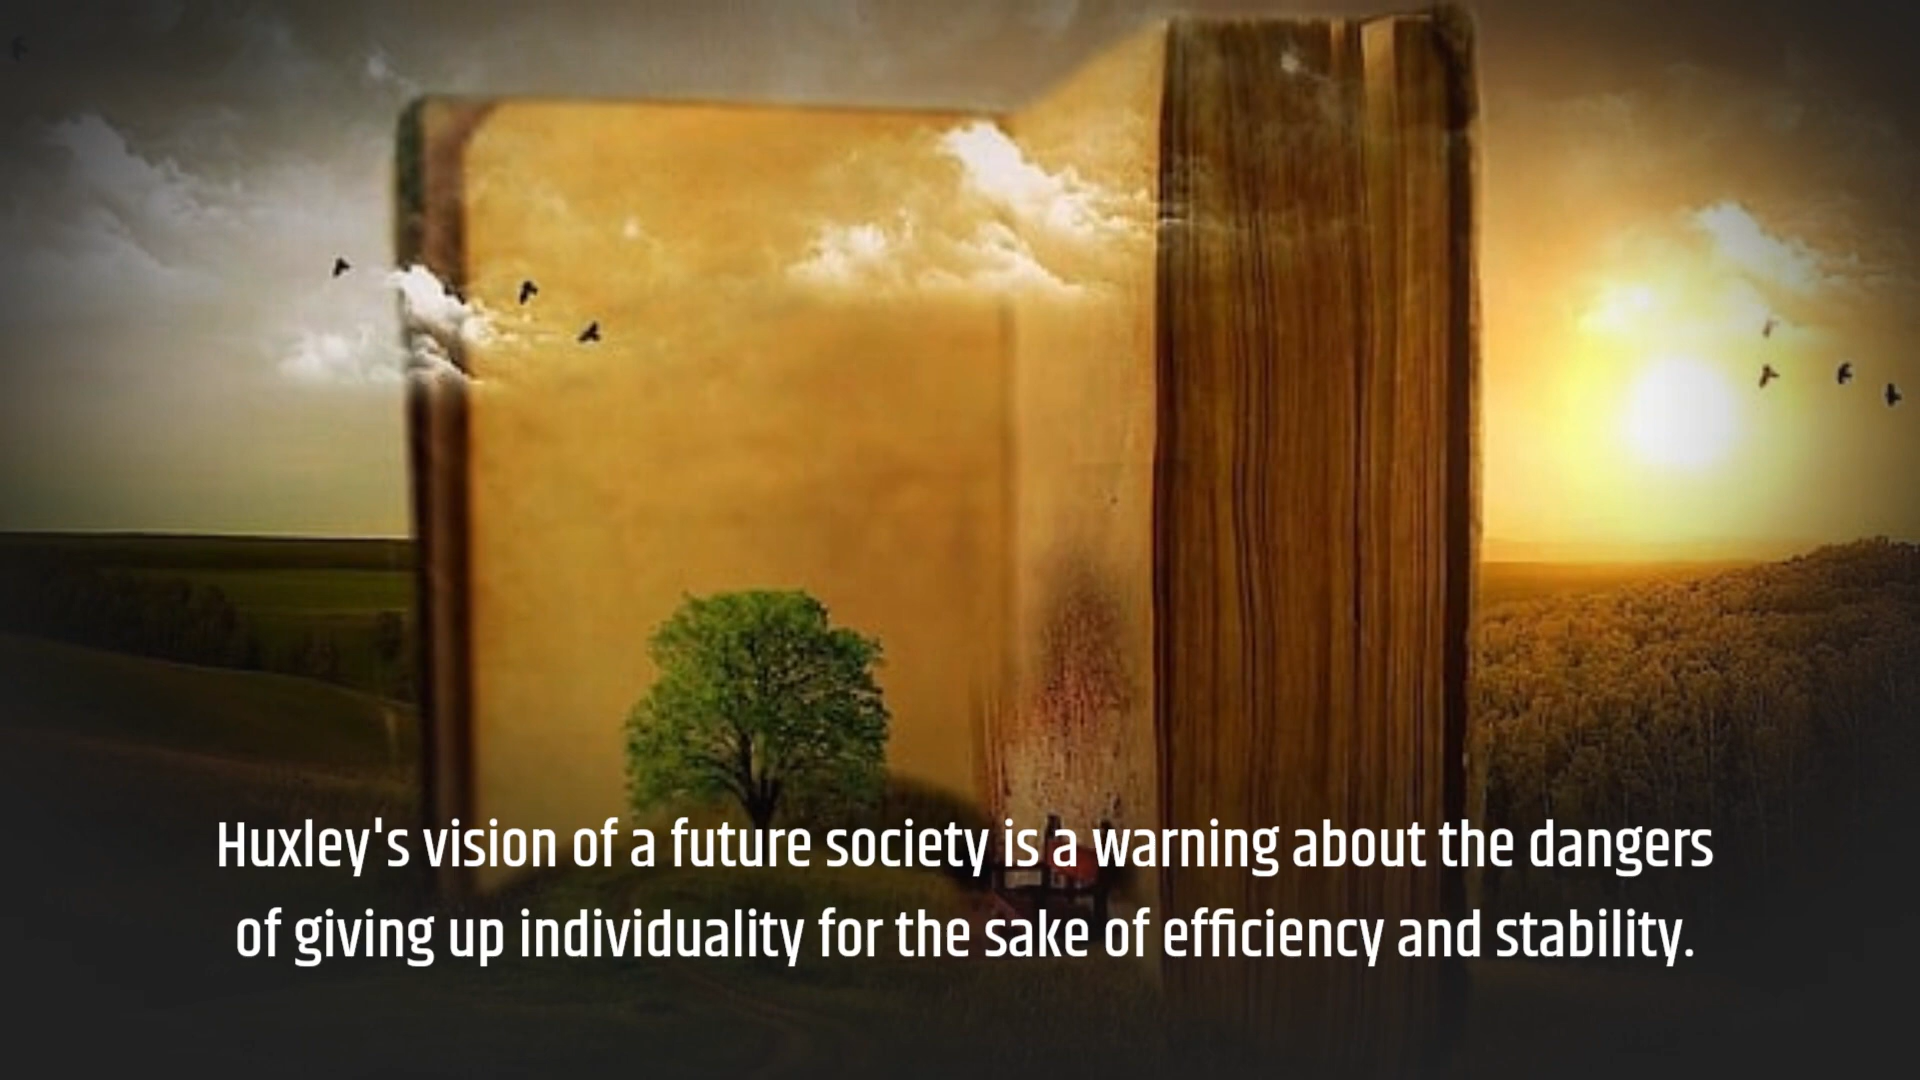 Huxley's vision of a future society is a warning about the dangers
of giving up individuality for the sake of efficiency and stability.